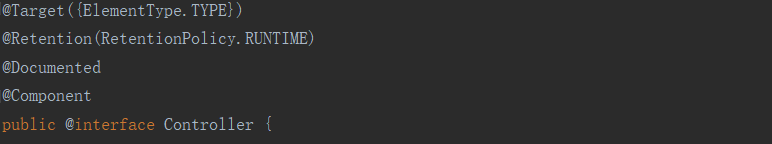 @Target({ElementType.TYPE})
@Retention(RetentionPolicy.RUNTIME)
@Documented
@Component
public @interface Controller {